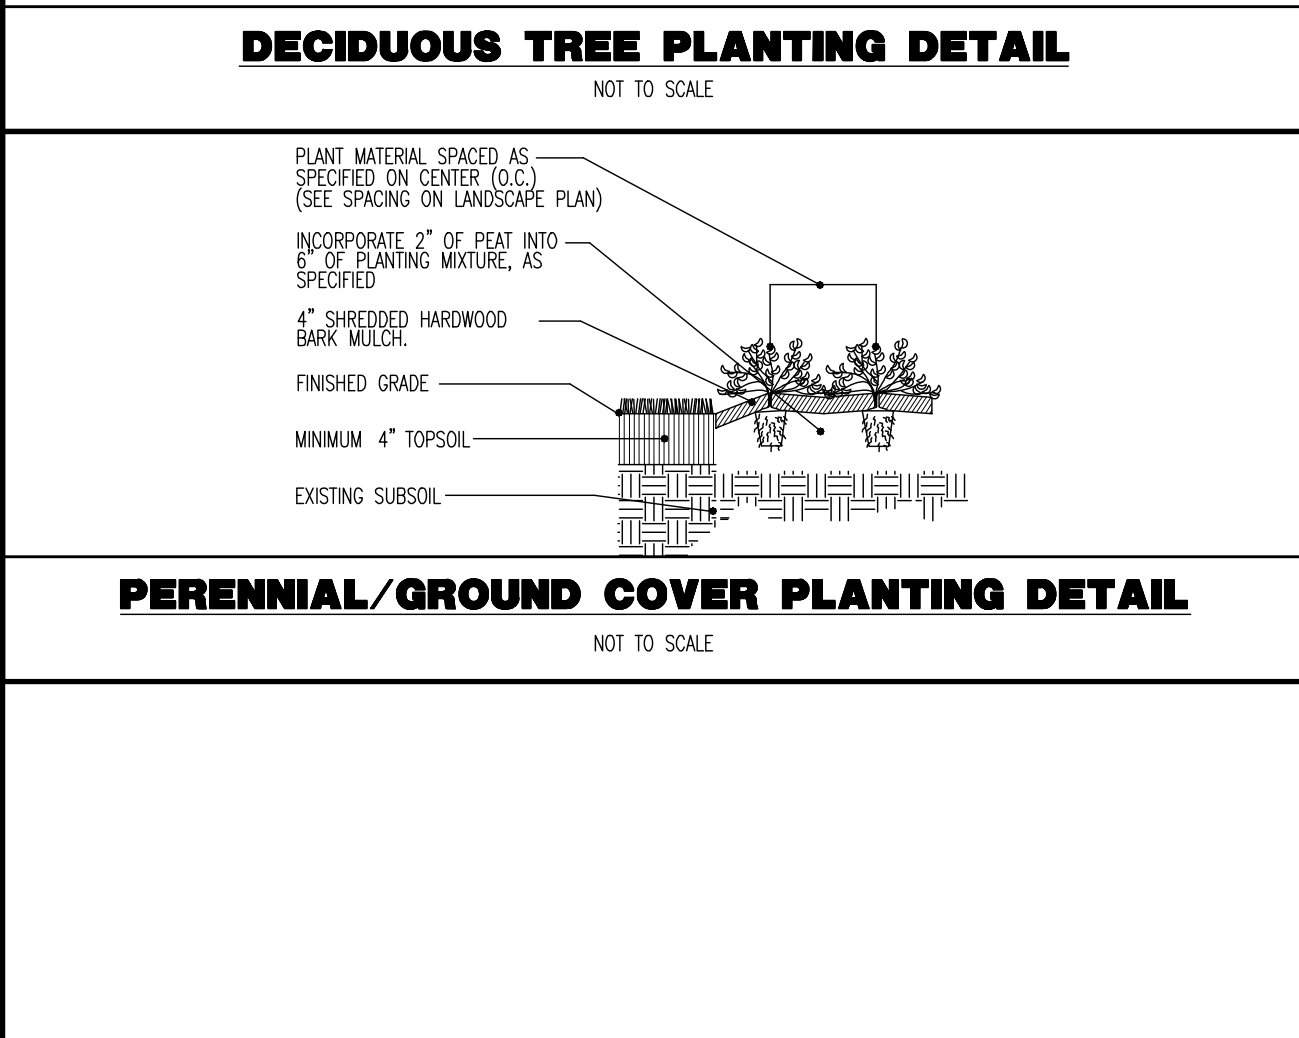 DECIDUOUS TREE PLANTING DETAIL
NOT TO SCALE
PLANT MATERIAL SPACED AS
SPECIFIED ON CENTER (O.C.)
(SEE SPACING ON LANDSCAPE PLAN)
INCORPORATE 2" OF PEAT INTO
6" OF PLANTING MIXTURE, AS
SPECIFIED
4" SHREDDED HARDWOOD
BARK MULCH.
FINISHED GRADE
MINIMUM 4" TOPSOIL
EXISTING SUBSOIL
PERENNIAL/GROUND COVER PLANTING DETAIL
NOT TO SCALE